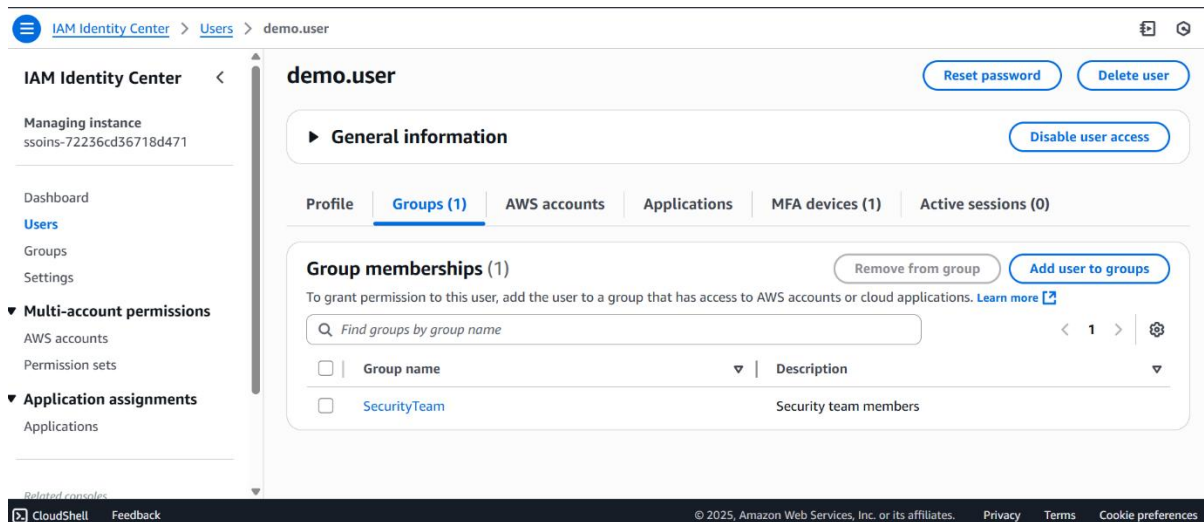 IAM Identity Center > Users > demo.user
IAM Identity Center <
Managing instance
ssoins-72236cd36718d471
Dashboard
Users
Groups
Settings
Multi-account permissions
AWS accounts
Permission sets
Application assignments
Applications
Related consoles
demo.user
Reset password
Delete user
General information
Disable user access
Profile
Groups (1)
AWS accounts
Applications
MFA devices (1)
Active sessions (0)
Group memberships (1)
Remove from group
Add user to groups
To grant permission to this user, add the user to a group that has access to AWS accounts or cloud applications. Learn more
Find groups by group name
< 1 >
Group name
Description
SecurityTeam
Security team members
CloudShell
Feedback
© 2025, Amazon Web Services, Inc. or its affiliates.
Privacy
Terms
Cookie preferences